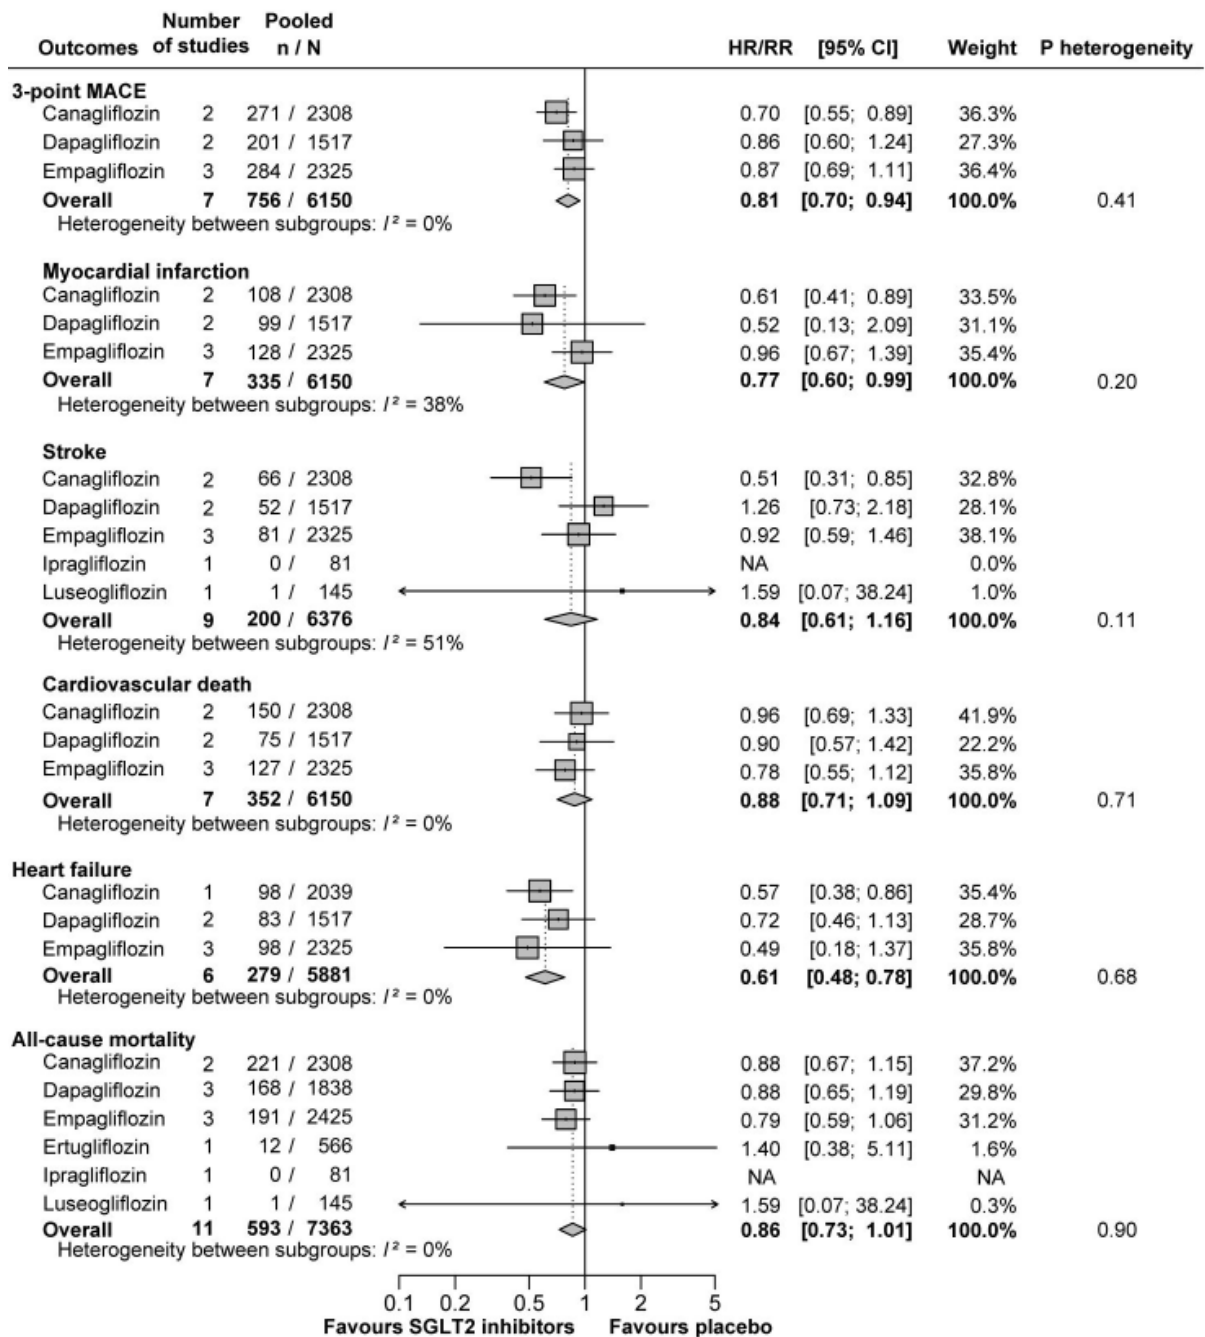 Outcomes Number of studies Pooled n / N HR/RR [95% CI] Weight P heterogeneity
3-point MACE
Canagliflozin 2 271 / 2308 0.70 [0.55; 0.89] 36.3%
Dapagliflozin 2 201 / 1517 0.86 [0.60; 1.24] 27.3%
Empagliflozin 3 284 / 2325 0.87 [0.69; 1.11] 36.4%
Overall 7 756 / 6150 0.81 [0.70; 0.94] 100.0% 0.41
Heterogeneity between subgroups: I² = 0%
Myocardial infarction
Canagliflozin 2 108 / 2308 0.61 [0.41; 0.89] 33.5%
Dapagliflozin 2 99 / 1517 0.52 [0.13; 2.09] 31.1%
Empagliflozin 3 128 / 2325 0.96 [0.67; 1.39] 35.4%
Overall 7 335 / 6150 0.77 [0.60; 0.99] 100.0% 0.20
Heterogeneity between subgroups: I² = 38%
Stroke
Canagliflozin 2 66 / 2308 0.51 [0.31; 0.85] 32.8%
Dapagliflozin 2 52 / 1517 1.26 [0.73; 2.18] 28.1%
Empagliflozin 3 81 / 2325 0.92 [0.59; 1.46] 38.1%
Ipragliflozin 1 0 / 81 NA 0.0%
Luseogliflozin 1 1 / 145 1.59 [0.07; 38.24] 1.0%
Overall 9 200 / 6376 0.84 [0.61; 1.16] 100.0% 0.11
Heterogeneity between subgroups: I² = 51%
Cardiovascular death
Canagliflozin 2 150 / 2308 0.96 [0.69; 1.33] 41.9%
Dapagliflozin 2 75 / 1517 0.90 [0.57; 1.42] 22.2%
Empagliflozin 3 127 / 2325 0.78 [0.55; 1.12] 35.8%
Overall 7 352 / 6150 0.88 [0.71; 1.09] 100.0% 0.71
Heterogeneity between subgroups: I² = 0%
Heart failure
Canagliflozin 1 98 / 2039 0.57 [0.38; 0.86] 35.4%
Dapagliflozin 2 83 / 1517 0.72 [0.46; 1.13] 28.7%
Empagliflozin 3 98 / 2325 0.49 [0.18; 1.37] 35.8%
Overall 6 279 / 5881 0.61 [0.48; 0.78] 100.0% 0.68
Heterogeneity between subgroups: I² = 0%
All-cause mortality
Canagliflozin 2 221 / 2308 0.88 [0.67; 1.15] 37.2%
Dapagliflozin 3 168 / 1838 0.88 [0.65; 1.19] 29.8%
Empagliflozin 3 191 / 2425 0.79 [0.59; 1.06] 31.2%
Ertugliflozin 1 12 / 566 1.40 [0.38; 5.11] 1.6%
Ipragliflozin 1 0 / 81 NA NA
Luseogliflozin 1 1 / 145 1.59 [0.07; 38.24] 0.3%
Overall 11 593 / 7363 0.86 [0.73; 1.01] 100.0% 0.90
Heterogeneity between subgroups: I² = 0%
0.1 0.2 0.5 1 2 5
Favours SGLT2 inhibitors Favours placebo